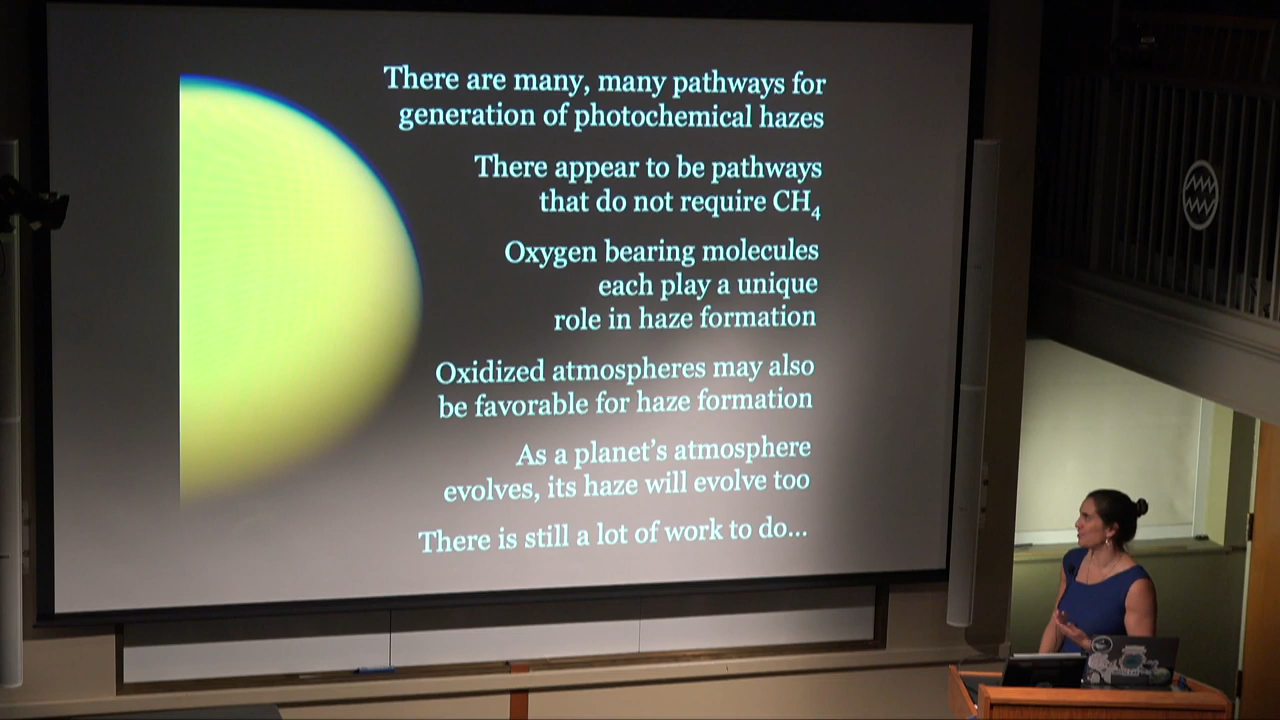 There are many, many pathways for
generation of photochemical hazes
There appear to be pathways
that do not require CH₄
Oxygen bearing molecules
each play a unique
role in haze formation
Oxidized atmospheres may also
be favorable for haze formation
As a planet's atmosphere
evolves, its haze will evolve too
There is still a lot of work to do...